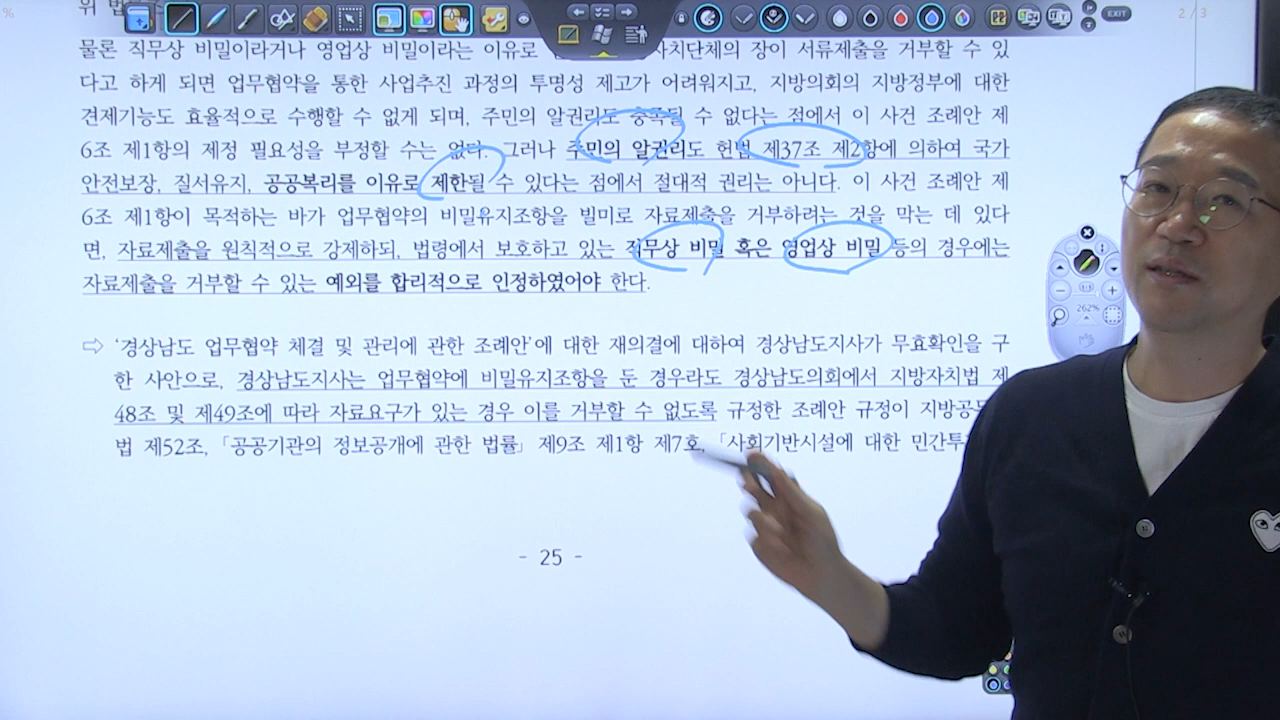 %
위 법
EXIT
2 / 3
물론 직무상 비밀이라거나 영업상 비밀이라는 이유로 치단체의 장이 서류제출을 거부할 수 있
다고 하게 되면 업무협약을 통한 사업추진 과정의 투명성 제고가 어려워지고, 지방의회의 지방정부에 대한
견제기능도 효율적으로 수행할 수 없게 되며, 주민의 알권리도 충족될 수 없다는 점에서 이 사건 조례안 제
6조 제1항의 제정 필요성을 부정할 수는 없다. 그러나 주민의 알권리도 헌법 제37조 제2항에 의하여 국가
안전보장, 질서유지, 공공복리를 이유로 제한될 수 있다는 점에서 절대적 권리는 아니다. 이 사건 조례안 제
6조 제1항이 목적하는 바가 업무협약의 비밀유지조항을 빌미로 자료제출을 거부하려는 것을 막는 데 있다
면, 자료제출을 원칙적으로 강제하되, 법령에서 보호하고 있는 직무상 비밀 혹은 영업상 비밀 등의 경우에는
자료제출을 거부할 수 있는 예외를 합리적으로 인정하였어야 한다.
262%
⇨ '경상남도 업무협약 체결 및 관리에 관한 조례안'에 대한 재의결에 대하여 경상남도지사가 무효확인을 구
한 사안으로, 경상남도지사는 업무협약에 비밀유지조항을 둔 경우라도 경상남도의회에서 지방자치법 제
48조 및 제49조에 따라 자료요구가 있는 경우 이를 거부할 수 없도록 규정한 조례안 규정이 지방공
법 제52조, 「공공기관의 정보공개에 관한 법률」 제9조 제1항 제7호, 「사회기반시설에 대한 민간투
- 25 -